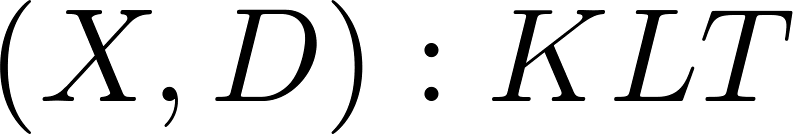 (X, D) : KLT